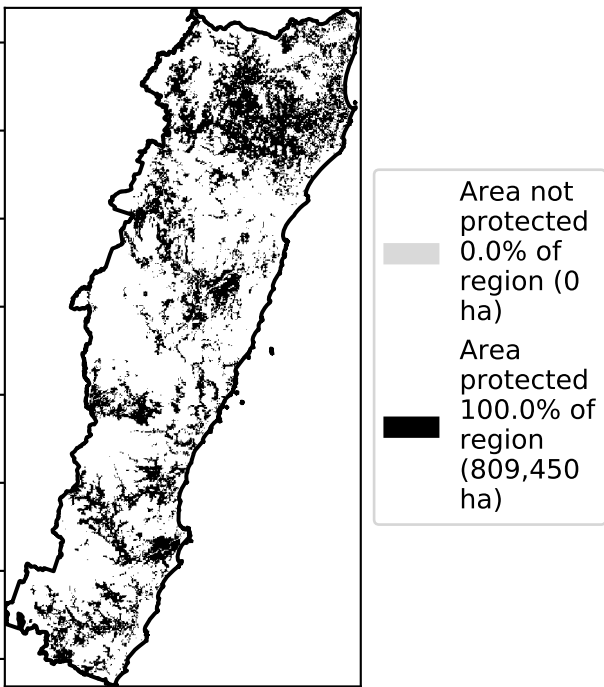 Area not
protected
0.0% of
region (0
ha)
Area
protected
100.0% of
region
(809,450
ha)